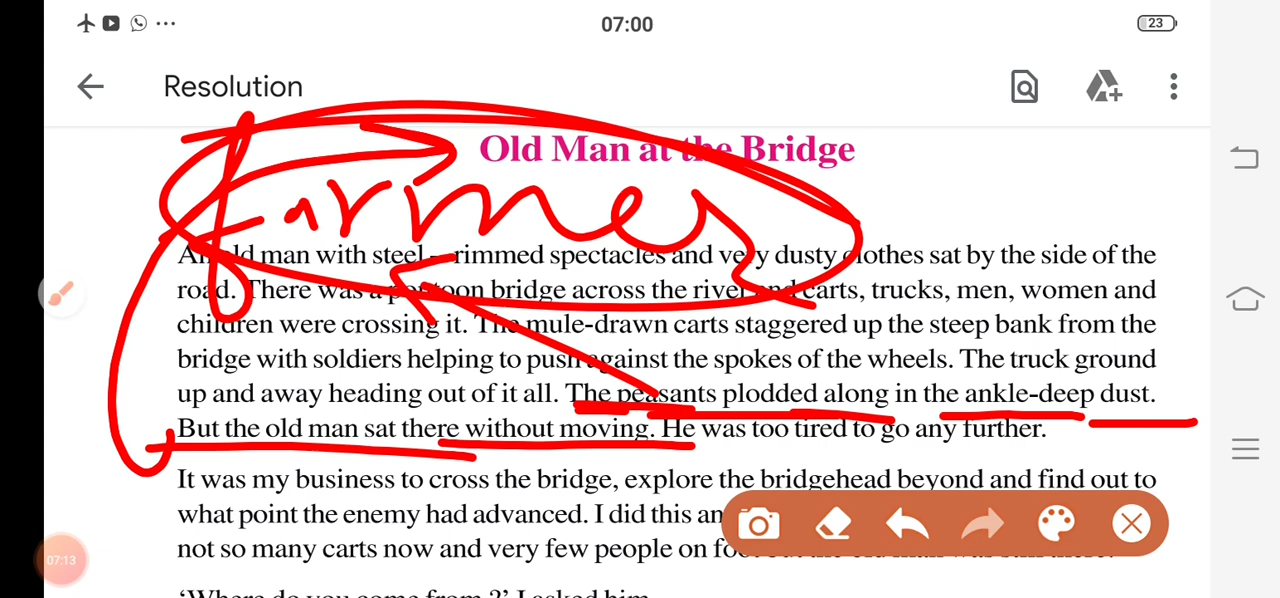 07:00
23
Resolution
Old Man at the Bridge
farmer
An old man with steel – rimmed spectacles and very dusty clothes sat by the side of the
road. There was a pontoon bridge across the river and carts, trucks, men, women and
children were crossing it. The mule-drawn carts staggered up the steep bank from the
bridge with soldiers helping to push against the spokes of the wheels. The truck ground
up and away heading out of it all. The peasants plodded along in the ankle-deep dust.
But the old man sat there without moving. He was too tired to go any further.
It was my business to cross the bridge, explore the bridgehead beyond and find out to
what point the enemy had advanced. I did this an
not so many carts now and very few people on fo
07:13
‘Where do you come from ?’ I asked him.